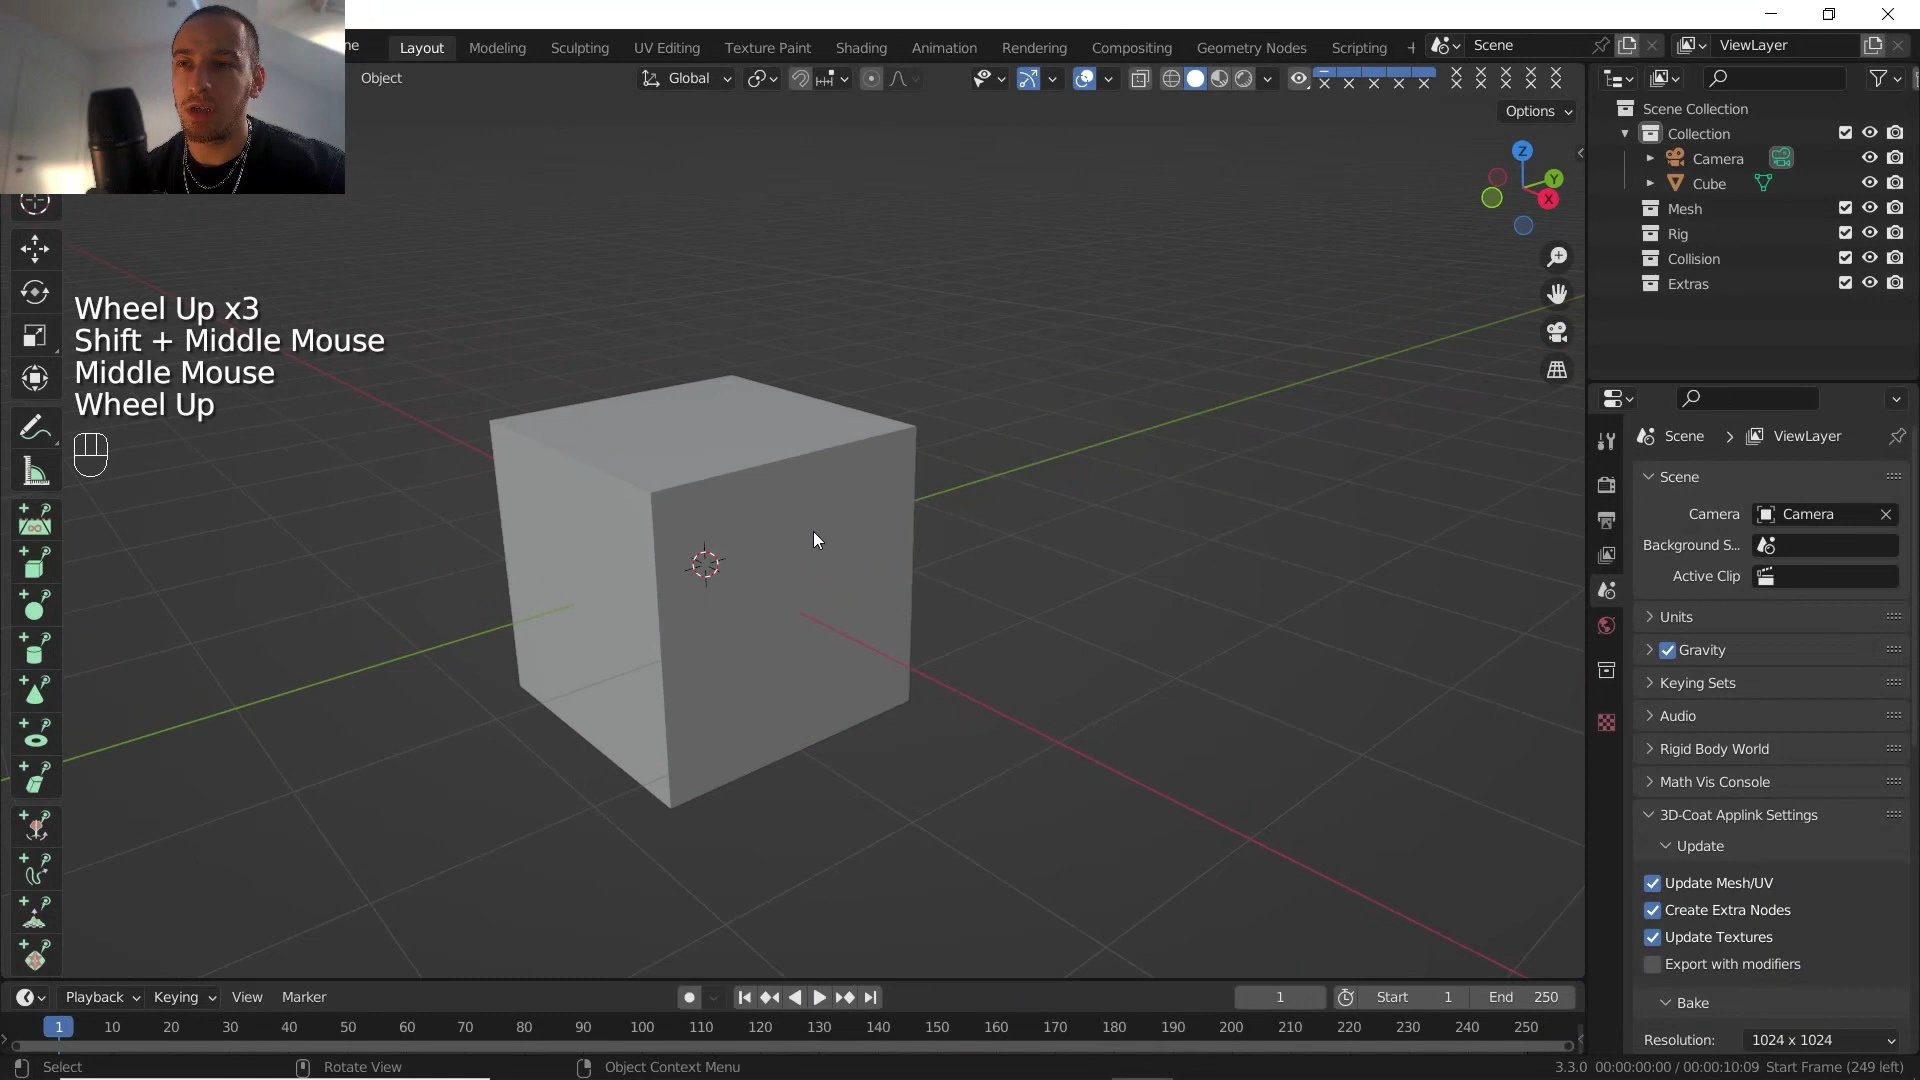 ne
Layout
Modeling
Sculpting
UV Editing
Texture Paint
Shading
Animation
Rendering
Compositing
Geometry Nodes
Scripting
+
Scene
ViewLayer
Object
Global
Options
Z
Y
X
Scene Collection
Collection
Camera
Cube
Mesh
Rig
Collision
Extras
Wheel Up x3
Shift + Middle Mouse
Middle Mouse
Wheel Up
Scene > ViewLayer
Scene
Camera Camera
Background S...
Active Clip
Units
Gravity
Keying Sets
Audio
Rigid Body World
Math Vis Console
3D-Coat Applink Settings
Update
Update Mesh/UV
Create Extra Nodes
Update Textures
Export with modifiers
Bake
Resolution: 1024 x 1024
Playback Keying View Marker
1 Start 1 End 250
1 10 20 30 40 50 60 70 80 90 100 110 120 130 140 150 160 170 180 190 200 210 220 230 240 250
Select Rotate View Object Context Menu
3.3.0 00:00:00:00 / 00:00:10:09 Start Frame (249 left)